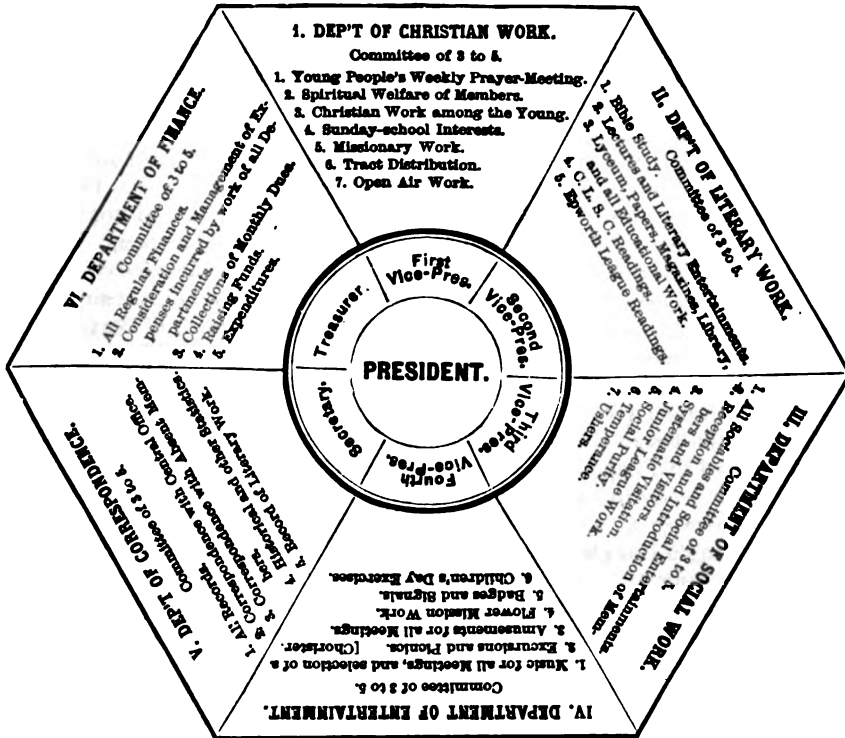 1. DEP'T OF CHRISTIAN WORK.
Committee of 3 to 5.
1. Young People's Weekly Prayer-Meeting.
2. Spiritual Welfare of Members.
3. Christian Work among the Young.
4. Sunday-school Interests.
5. Missionary Work.
6. Tract Distribution.
7. Open Air Work.
II. DEP'T OF LITERARY WORK.
Committee of 3 to 5.
1. Bible Study.
2. Lectures and Literary Entertainments.
3. Lyceum, Papers, Magazines, Library,
and all Educational Work.
4. C. L. S. C. Readings.
5. Epworth League Readings.
III. DEPARTMENT OF SOCIAL WORK.
Committee of 3 to 5.
1. All Sociables and Social Entertainments.
2. Reception and Introduction of Mem-
bers and Visitors.
Systematic Visitation.
Junior League Work.
5. Social Purity.
6. Temperance.
7. Ushers.
IV. DEPARTMENT OF ENTERTAINMENT.
Committee of 3 to 5.
1. Music for all Meetings, and selection of a
[Chorister.
2. Excursions and Picnics.
3. Amusements for all Meetings.
4. Flower Mission Work.
5. Badges and Signals.
6. Children's Day Exercises.
V. DEP'T OF CORRESPONDENCE.
Committee of 3 to 5.
1. All Records.
2. Correspondence with Central Office.
3. Correspondence with Absent Mem-
bers.
4. Historical and other Statistics.
5. Record of Literary Work.
VI. DEPARTMENT OF FINANCE.
Committee of 3 to 5.
1. All Regular Finances.
2. Consideration and Management of Ex-
penses incurred by work of all De-
partments.
3. Collections of Monthly Dues.
4. Raising Funds.
5. Expenditures.
First
Vice-Pres.
Second
Vice-Pres.
Third
Vice-Pres.
Fourth
Vice-Pres.
Secretary.
Treasurer.
PRESIDENT.